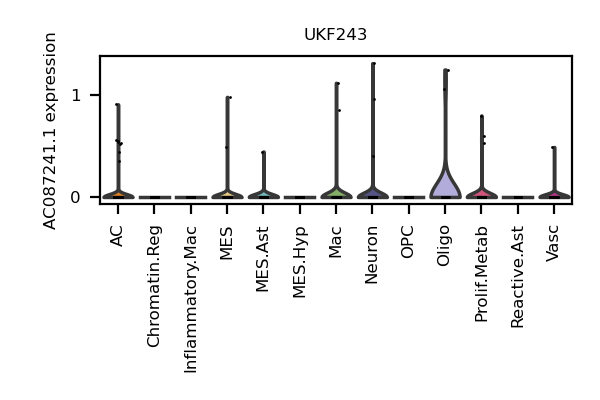 UKF243
AC087241.1 expression
1
0
AC
Chromatin.Reg
Inflammatory.Mac
MES
MES.Ast
MES.Hyp
Mac
Neuron
OPC
Oligo
Prolif.Metab
Reactive.Ast
Vasc